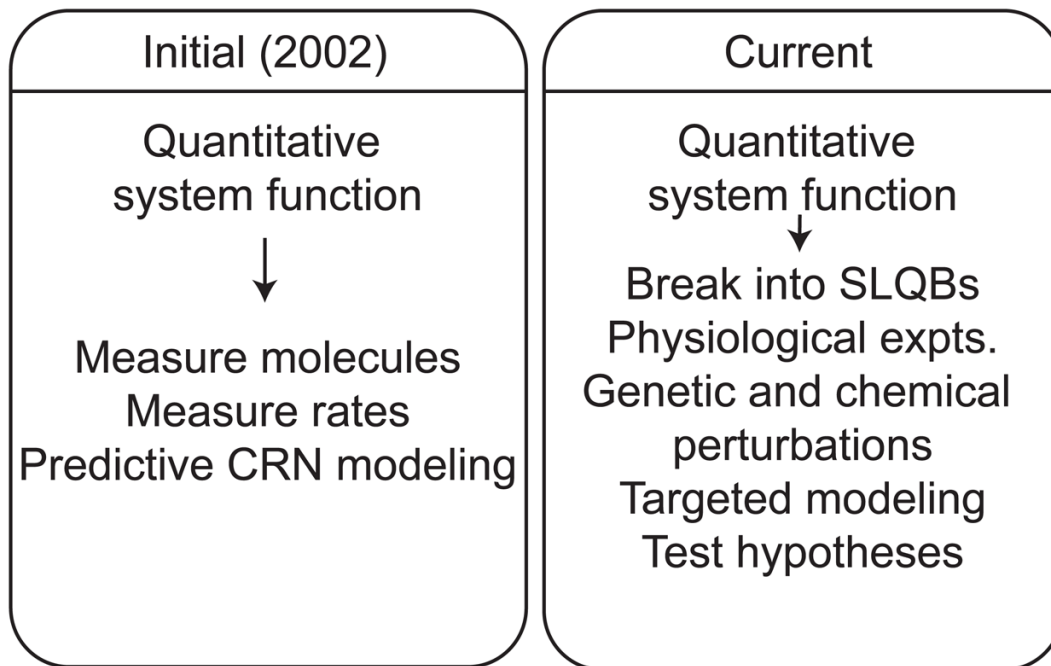 Initial (2002)
Quantitative
system function
Measure molecules
Measure rates
Predictive CRN modeling
Current
Quantitative
system function
Break into SLQBs
Physiological expts.
Genetic and chemical
perturbations
Targeted modeling
Test hypotheses